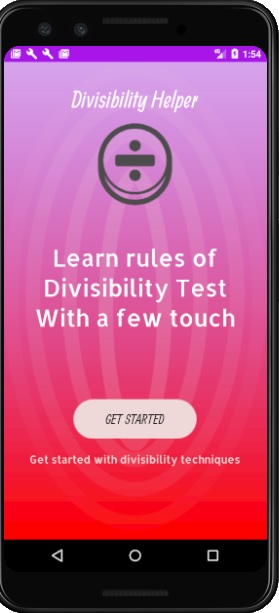 1:54
Divisibility Helper
Learn rules of
Divisibility Test
With a few touch
GET STARTED
Get started with divisibility techniques